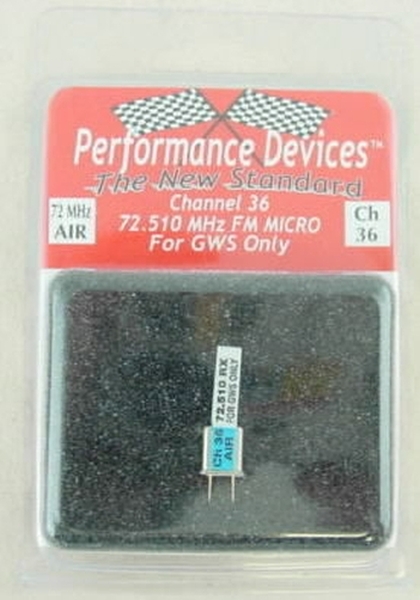 Performance Devices™
The New Standard
72 MHz
AIR
Channel 36
72.510 MHz FM MICRO
For GWS Only
Ch
36
72.510 RX
FOR GWS ONLY
Ch 36
AIR